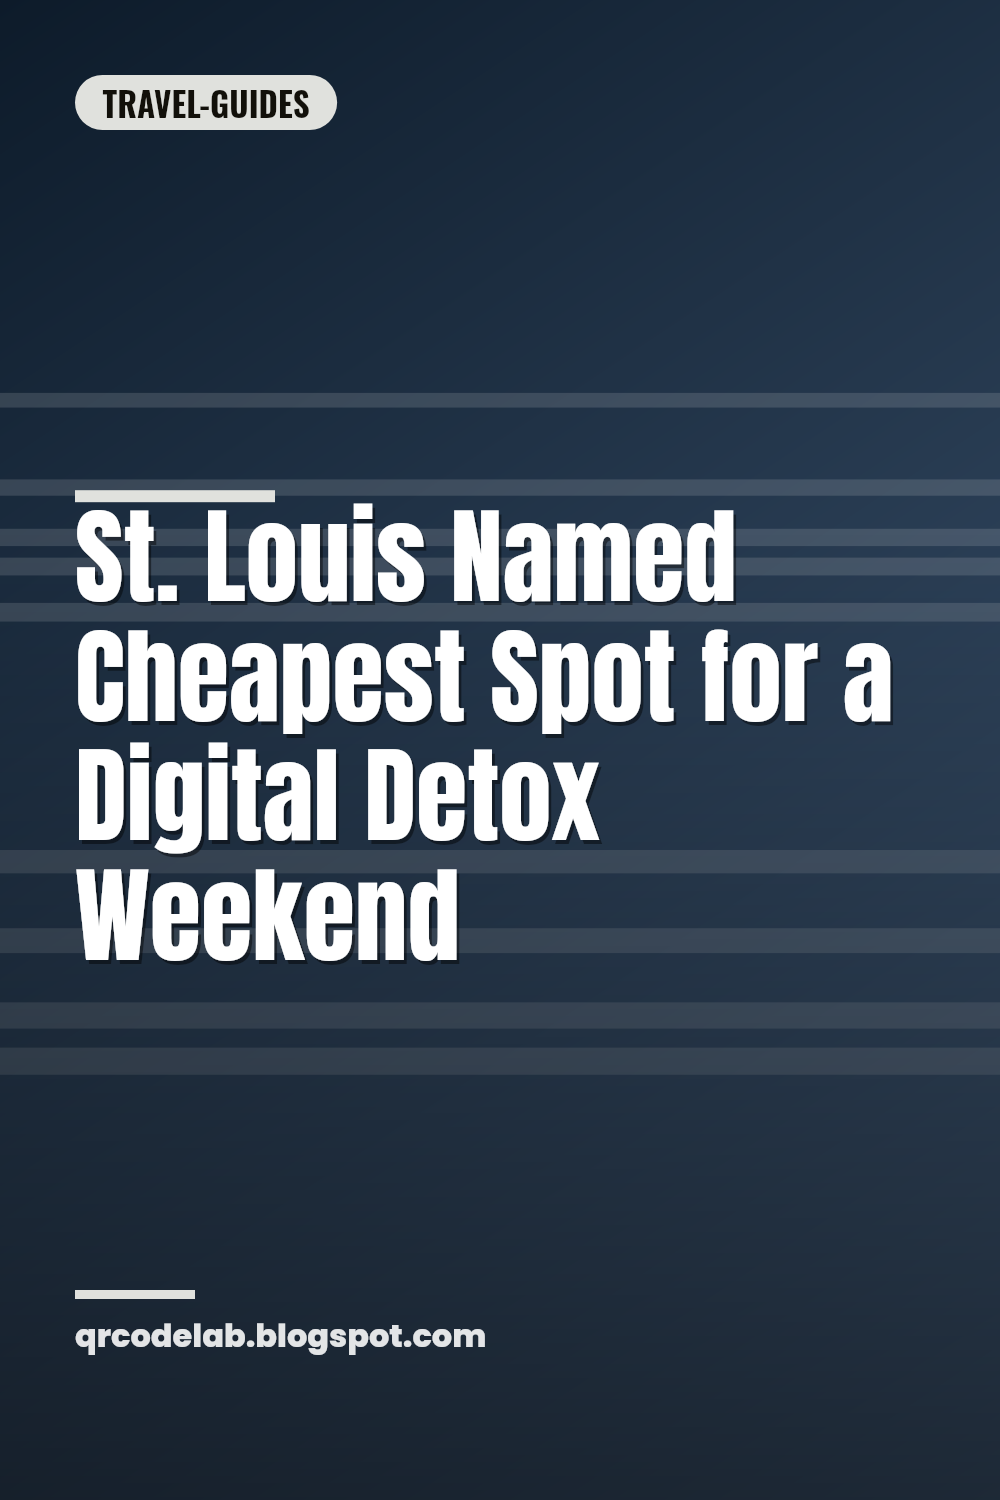 TRAVEL-GUIDES
St. Louis Named
Cheapest Spot for a
Digital Detox
Weekend
qrcodelab.blogspot.com